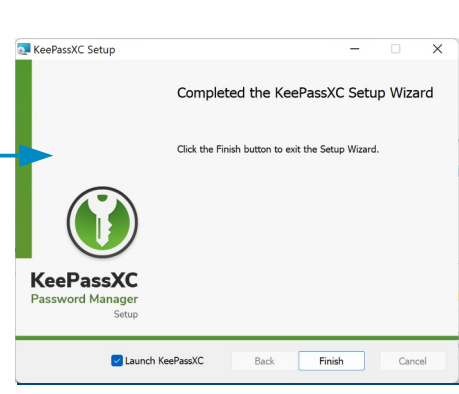 KeePassXC Setup
Completed the KeePassXC Setup Wizard
Click the Finish button to exit the Setup Wizard.
KeePassXC
Password Manager
Setup
Launch KeePassXC
Back
Finish
Cancel